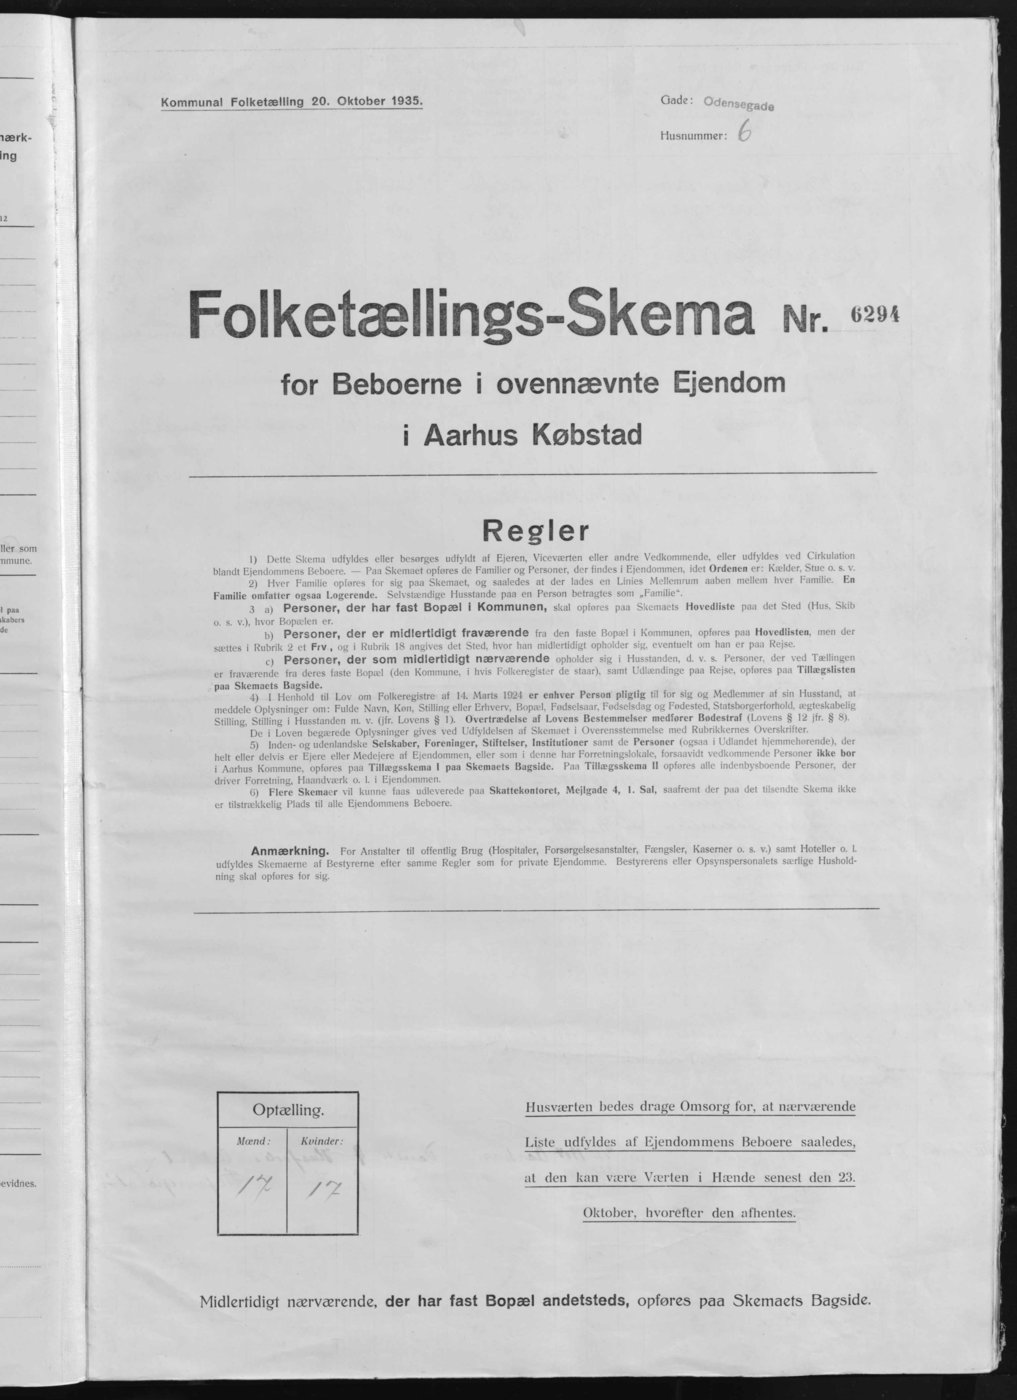 Kommunal Folketælling 20. Oktober 1935.
Gade: Odensegade
Husnummer: 6
Folketællings-Skema Nr. 6294
for Beboerne i ovennævnte Ejendom
i Aarhus Købstad
Regler
1) Dette Skema udfyldes eller besørges udfyldt af Ejeren, Viceværten eller andre Vedkommende, eller udfyldes ved Cirkulation
blandt Ejendommens Beboere. — Paa Skemaet opføres de Familier og Personer, der findes i Ejendommen, idet Ordenen er: Kælder, Stue o. s. v.
2) Hver Familie opføres for sig paa Skemaet, og saaledes at der lades en Linies Mellemrum aaben mellem hver Familie. En
Familie omfatter ogsaa Logerende. Selvstændige Husstande paa en Person betragtes som „Familie".
3 a) Personer, der har fast Bopæl i Kommunen, skal opføres paa Skemaets Hovedliste paa det Sted (Hus, Skib
o. s. v.), hvor Bopælen er.
b) Personer, der er midlertidigt fraværende fra den faste Bopæl i Kommunen, opføres paa Hovedlisten, men der
sættes i Rubrik 2 et Frv., og i Rubrik 18 angives det Sted, hvor han midlertidigt opholder sig, eventuelt om han er paa Rejse.
c) Personer, der som midlertidigt nærværende opholder sig i Husstanden, d. v. s. Personer, der ved Tællingen
er fraværende fra deres faste Bopæl (den Kommune, i hvis Folkeregister de staar), samt Udlændinge paa Rejse, opføres paa Tillægslisten
paa Skemaets Bagside.
4) I Henhold til Lov om Folkeregistre af 14. Marts 1924 er enhver Person pligtig til for sig og Medlemmer af sin Husstand, at
meddele Oplysninger om: Fulde Navn, Køn, Stilling eller Erhverv, Bopæl, Fødselsaar, Fødselsdag og Fødested, Statsborgerforhold, ægteskabelig
Stilling, Stilling i Husstanden m. v. (jfr. Lovens § 1). Overtrædelse af Lovens Bestemmelser medfører Bødestraf (Lovens § 12 jfr. § 8).
De i Loven begærede Oplysninger gives ved Udfyldelsen af Skemaet i Overensstemmelse med Rubrikkernes Overskrifter.
5) Inden- og udenlandske Selskaber, Foreninger, Stiftelser, Institutioner samt de Personer (ogsaa i Udlandet hjemmehørende), der
helt eller delvis er Ejere eller Medejere af Ejendommen, eller som i denne har Forretningslokale, forsaavidt vedkommende Personer ikke bor
i Aarhus Kommune, opføres paa Tillægsskema I paa Skemaets Bagside. Paa Tillægsskema II opføres alle indenbysboende Personer, der
driver Forretning, Haandværk o. l. i Ejendommen.
6) Flere Skemaer vil kunne faas udleverede paa Skattekontoret, Mejlgade 4, 1. Sal, saafremt der paa det tilsendte Skema ikke
er tilstrækkelig Plads til alle Ejendommens Beboere.
Anmærkning. For Anstalter til offentlig Brug (Hospitaler, Forsørgelsesanstalter, Fængsler, Kaserner o. s. v.) samt Hoteller o. l.
udfyldes Skemaerne af Bestyrerne efter samme Regler som for private Ejendomme. Bestyrerens eller Opsynspersonalets særlige Hushold-
ning skal opføres for sig.
Optælling.
Mænd: Kvinder:
17 17
Husværten bedes drage Omsorg for, at nærværende
Liste udfyldes af Ejendommens Beboere saaledes,
at den kan være Værten i Hænde senest den 23.
Oktober, hvorefter den afhentes.
Midlertidigt nærværende, der har fast Bopæl andetsteds, opføres paa Skemaets Bagside.